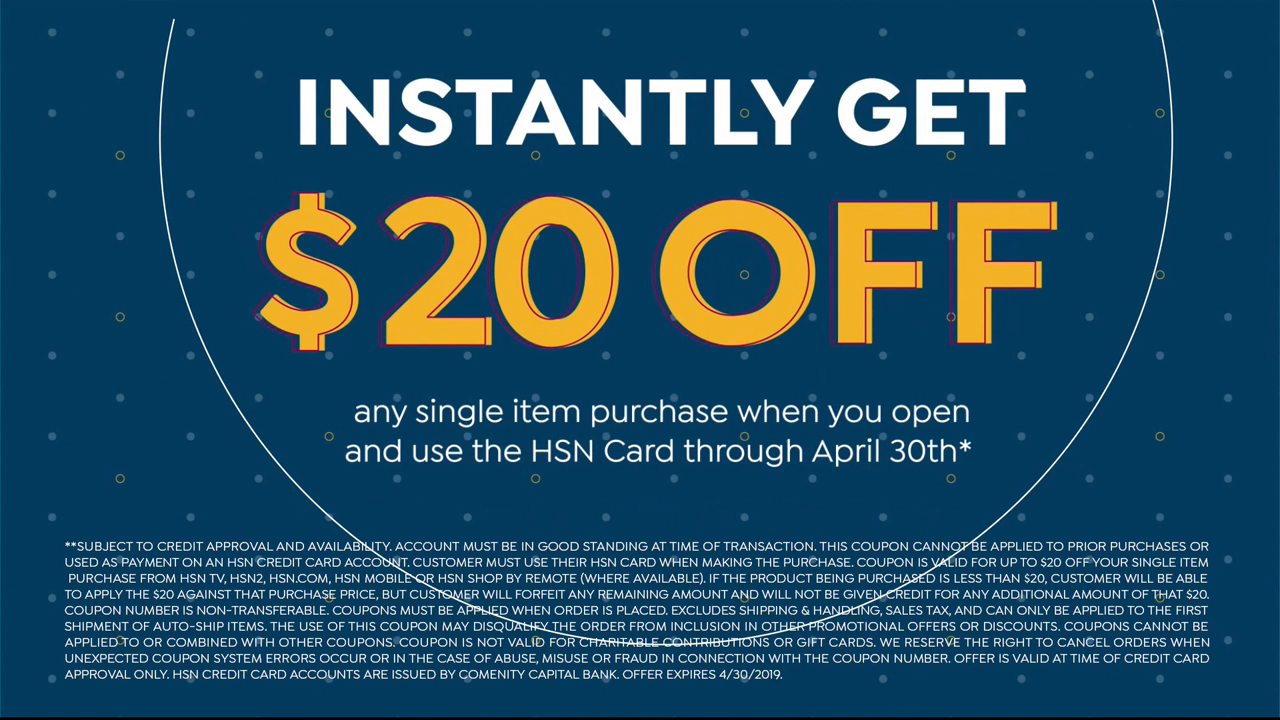 INSTANTLY GET
$20 OFF
any single item purchase when you open
and use the HSN Card through April 30th*
**SUBJECT TO CREDIT APPROVAL AND AVAILABILITY. ACCOUNT MUST BE IN GOOD STANDING AT TIME OF TRANSACTION. THIS COUPON CANNOT BE APPLIED TO PRIOR PURCHASES OR
USED AS PAYMENT ON AN HSN CREDIT CARD ACCOUNT. CUSTOMER MUST USE THEIR HSN CARD WHEN MAKING THE PURCHASE. COUPON IS VALID FOR UP TO $20 OFF YOUR SINGLE ITEM
PURCHASE FROM HSN TV, HSN2, HSN.COM, HSN MOBILE OR HSN SHOP BY REMOTE (WHERE AVAILABLE). IF THE PRODUCT BEING PURCHASED IS LESS THAN $20, CUSTOMER WILL BE ABLE
TO APPLY THE $20 AGAINST THAT PURCHASE PRICE, BUT CUSTOMER WILL FORFEIT ANY REMAINING AMOUNT AND WILL NOT BE GIVEN CREDIT FOR ANY ADDITIONAL AMOUNT OF THAT $20.
COUPON NUMBER IS NON-TRANSFERABLE. COUPONS MUST BE APPLIED WHEN ORDER IS PLACED. EXCLUDES SHIPPING & HANDLING, SALES TAX, AND CAN ONLY BE APPLIED TO THE FIRST
SHIPMENT OF AUTO-SHIP ITEMS. THE USE OF THIS COUPON MAY DISQUALIFY THE ORDER FROM INCLUSION IN OTHER PROMOTIONAL OFFERS OR DISCOUNTS. COUPONS CANNOT BE
APPLIED TO OR COMBINED WITH OTHER COUPONS. COUPON IS NOT VALID FOR CHARITABLE CONTRIBUTIONS OR GIFT CARDS. WE RESERVE THE RIGHT TO CANCEL ORDERS WHEN
UNEXPECTED COUPON SYSTEM ERRORS OCCUR OR IN THE CASE OF ABUSE, MISUSE OR FRAUD IN CONNECTION WITH THE COUPON NUMBER. OFFER IS VALID AT TIME OF CREDIT CARD
APPROVAL ONLY. HSN CREDIT CARD ACCOUNTS ARE ISSUED BY COMENITY CAPITAL BANK. OFFER EXPIRES 4/30/2019.